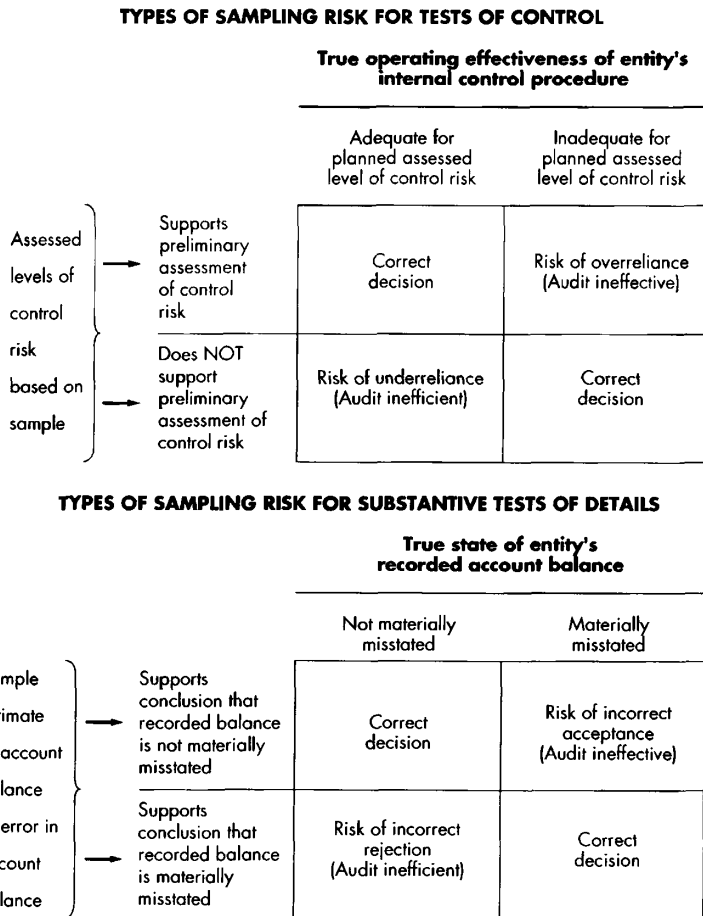 TYPES OF SAMPLING RISK FOR TESTS OF CONTROL
True operating effectiveness of entity's
internal control procedure
Adequate for
planned assessed
level of control risk
Inadequate for
planned assessed
level of control risk
Assessed
levels of
control
risk
based on
sample
Supports
preliminary
assessment
of control
risk
Correct
decision
Risk of overreliance
(Audit ineffective)
Does NOT
support
preliminary
assessment of
control risk
Risk of underreliance
(Audit inefficient)
Correct
decision
TYPES OF SAMPLING RISK FOR SUBSTANTIVE TESTS OF DETAILS
True state of entity's
recorded account balance
Not materially
misstated
Materially
misstated
mple
timate
account
lance
error in
count
lance
Supports
conclusion that
recorded balance
is not materially
misstated
Correct
decision
Risk of incorrect
acceptance
(Audit ineffective)
Supports
conclusion that
recorded balance
is materially
misstated
Risk of incorrect
rejection
(Audit inefficient)
Correct
decision